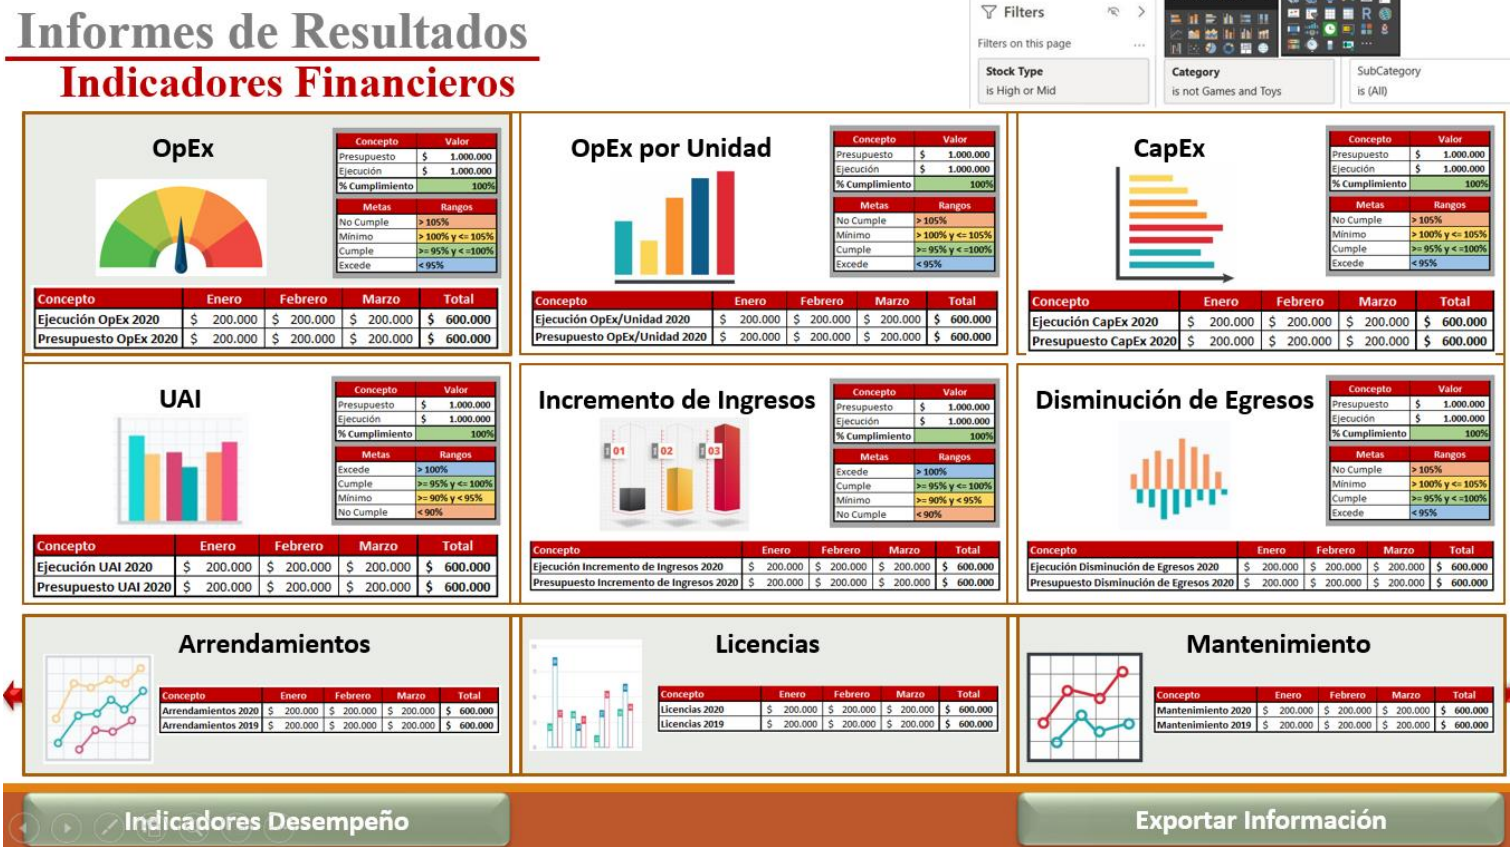 Informes de Resultados
Indicadores Financieros
Filters
Filters on this page
...
Stock Type
is High or Mid
Category
is not Games and Toys
SubCategory
is (All)
OpEx
Concepto Valor
Presupuesto $ 1.000.000
Ejecución $ 1.000.000
% Cumplimiento 100%
Metas Rangos
No Cumple > 105%
Mínimo > 100% y <= 105%
Cumple >= 95% y < =100%
Excede < 95%
Concepto Enero Febrero Marzo Total
Ejecución OpEx 2020 $ 200.000 $ 200.000 $ 200.000 $ 600.000
Presupuesto OpEx 2020 $ 200.000 $ 200.000 $ 200.000 $ 600.000
OpEx por Unidad
Concepto Valor
Presupuesto $ 1.000.000
Ejecución $ 1.000.000
% Cumplimiento 100%
Metas Rangos
No Cumple > 105%
Mínimo > 100% y <= 105%
Cumple >= 95% y < =100%
Excede < 95%
Concepto Enero Febrero Marzo Total
Ejecución OpEx/Unidad 2020 $ 200.000 $ 200.000 $ 200.000 $ 600.000
Presupuesto OpEx/Unidad 2020 $ 200.000 $ 200.000 $ 200.000 $ 600.000
CapEx
Concepto Valor
Presupuesto $ 1.000.000
Ejecución $ 1.000.000
% Cumplimiento 100%
Metas Rangos
No Cumple > 105%
Mínimo > 100% y <= 105%
Cumple >= 95% y < =100%
Excede < 95%
Concepto Enero Febrero Marzo Total
Ejecución CapEx 2020 $ 200.000 $ 200.000 $ 200.000 $ 600.000
Presupuesto CapEx 2020 $ 200.000 $ 200.000 $ 200.000 $ 600.000
UAI
Concepto Valor
Presupuesto $ 1.000.000
Ejecución $ 1.000.000
% Cumplimiento 100%
Metas Rangos
Excede > 100%
Cumple >= 95% y <= 100%
Mínimo >= 90% y < 95%
No Cumple < 90%
Concepto Enero Febrero Marzo Total
Ejecución UAI 2020 $ 200.000 $ 200.000 $ 200.000 $ 600.000
Presupuesto UAI 2020 $ 200.000 $ 200.000 $ 200.000 $ 600.000
Incremento de Ingresos
01 02 03
Concepto Valor
Presupuesto $ 1.000.000
Ejecución $ 1.000.000
% Cumplimiento 100%
Metas Rangos
Excede > 100%
Cumple >= 95% y <= 100%
Mínimo >= 90% y < 95%
No Cumple < 90%
Concepto Enero Febrero Marzo Total
Ejecución Incremento de Ingresos 2020 $ 200.000 $ 200.000 $ 200.000 $ 600.000
Presupuesto Incremento de Ingresos 2020 $ 200.000 $ 200.000 $ 200.000 $ 600.000
Disminución de Egresos
Concepto Valor
Presupuesto $ 1.000.000
Ejecución $ 1.000.000
% Cumplimiento 100%
Metas Rangos
No Cumple > 105%
Mínimo > 100% y <= 105%
Cumple >= 95% y < =100%
Excede < 95%
Concepto Enero Febrero Marzo Total
Ejecución Disminución de Egresos 2020 $ 200.000 $ 200.000 $ 200.000 $ 600.000
Presupuesto Disminución de Egresos 2020 $ 200.000 $ 200.000 $ 200.000 $ 600.000
Arrendamientos
Concepto Enero Febrero Marzo Total
Arrendamientos 2020 $ 200.000 $ 200.000 $ 200.000 $ 600.000
Arrendamientos 2019 $ 200.000 $ 200.000 $ 200.000 $ 600.000
Licencias
Concepto Enero Febrero Marzo Total
Licencias 2020 $ 200.000 $ 200.000 $ 200.000 $ 600.000
Licencias 2019 $ 200.000 $ 200.000 $ 200.000 $ 600.000
Mantenimiento
Concepto Enero Febrero Marzo Total
Mantenimiento 2020 $ 200.000 $ 200.000 $ 200.000 $ 600.000
Mantenimiento 2019 $ 200.000 $ 200.000 $ 200.000 $ 600.000
Indicadores Desempeño
Exportar Información